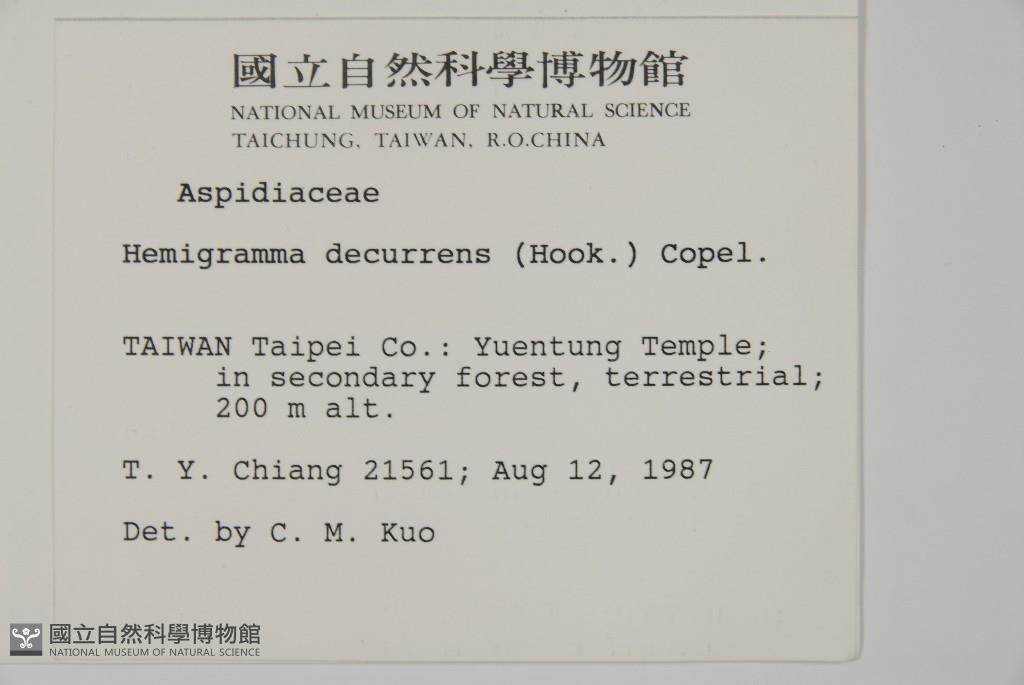 國立自然科學博物館
NATIONAL MUSEUM OF NATURAL SCIENCE
TAICHUNG, TAIWAN, R.O.CHINA
Aspidiaceae
Hemigramma decurrens (Hook.) Copel.
TAIWAN Taipei Co.: Yuentung Temple;
in secondary forest, terrestrial;
200 m alt.
T. Y. Chiang 21561; Aug 12, 1987
Det. by C. M. Kuo
國立自然科學博物館
NATIONAL MUSEUM OF NATURAL SCIENCE